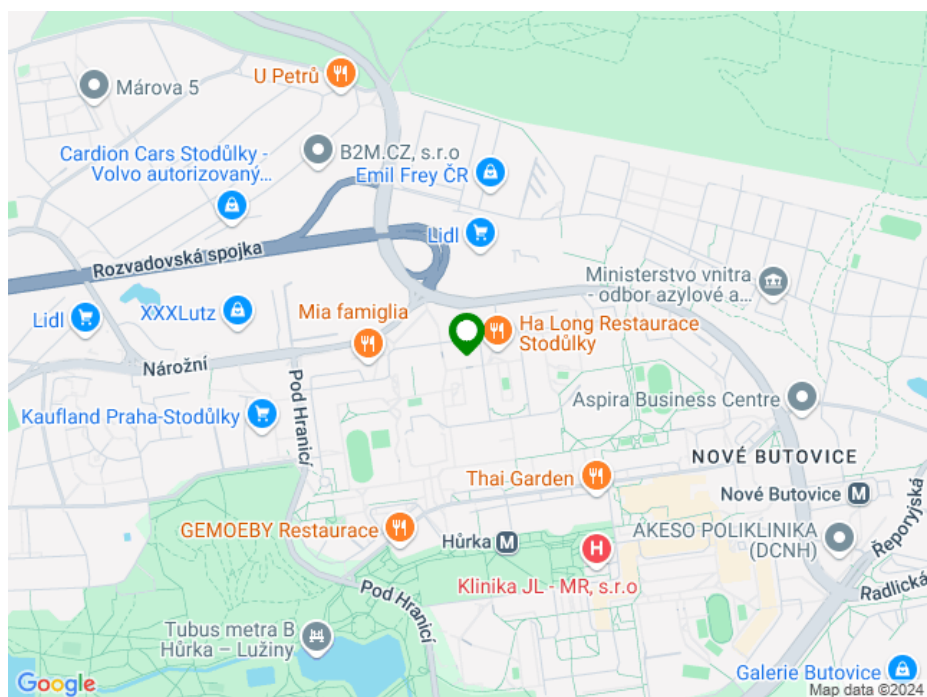 U Petrů
Márova 5
B2M.CZ, s.r.o
Cardion Cars Stodůlky -
Volvo autorizovaný...
Emil Frey ČR
Lidl
Rozvadovská spojka
Ministerstvo vnitra
- odbor azylové a...
Lidl
XXXLutz
Mia famiglia
Ha Long Restaurace
Stodůlky
Nárožní
Pod Hranicí
Kaufland Praha-Stodůlky
Aspira Business Centre
NOVÉ BUTOVICE
Thai Garden
Nové Butovice M
GEMOEBY Restaurace
Hůrka M
AKESO POLIKLINIKA
(DCNH)
Řeporyjská
H
Klinika JL - MR, s.r.o
Radlická
Pod Hranicí
Tubus metra B
Hůrka – Lužiny
Galerie Butovice
Google
Map data ©2024